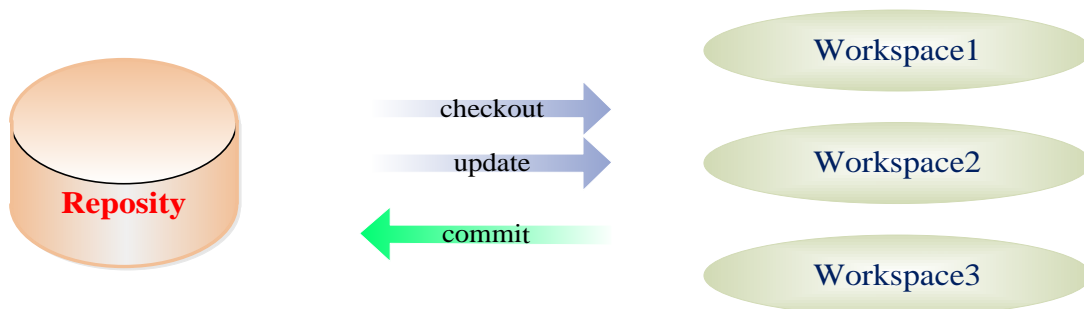 Reposity
checkout
update
commit
Workspace1
Workspace2
Workspace3